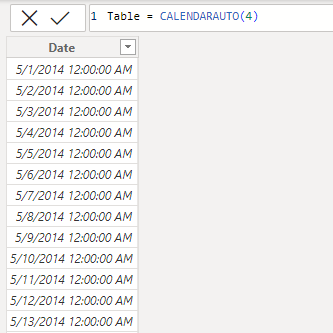 1 Table = CALENDARAUTO(4)
Date
5/1/2014 12:00:00 AM
5/2/2014 12:00:00 AM
5/3/2014 12:00:00 AM
5/4/2014 12:00:00 AM
5/5/2014 12:00:00 AM
5/6/2014 12:00:00 AM
5/7/2014 12:00:00 AM
5/8/2014 12:00:00 AM
5/9/2014 12:00:00 AM
5/10/2014 12:00:00 AM
5/11/2014 12:00:00 AM
5/12/2014 12:00:00 AM
5/13/2014 12:00:00 AM